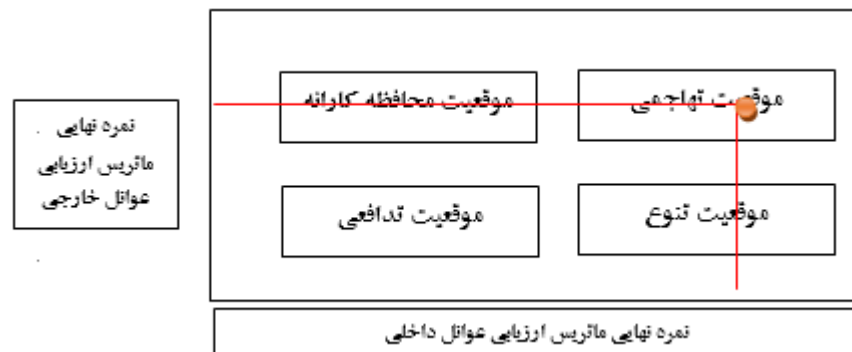 موقعیت تهاجمی
موقعیت محافظه کارانه
نمره نهایی
ماتریس ارزیابی
عوامل خارجی
موقعیت تنوع
موقعیت تدافعی
نمره نهایی ماتریس ارزیابی عوامل داخلی